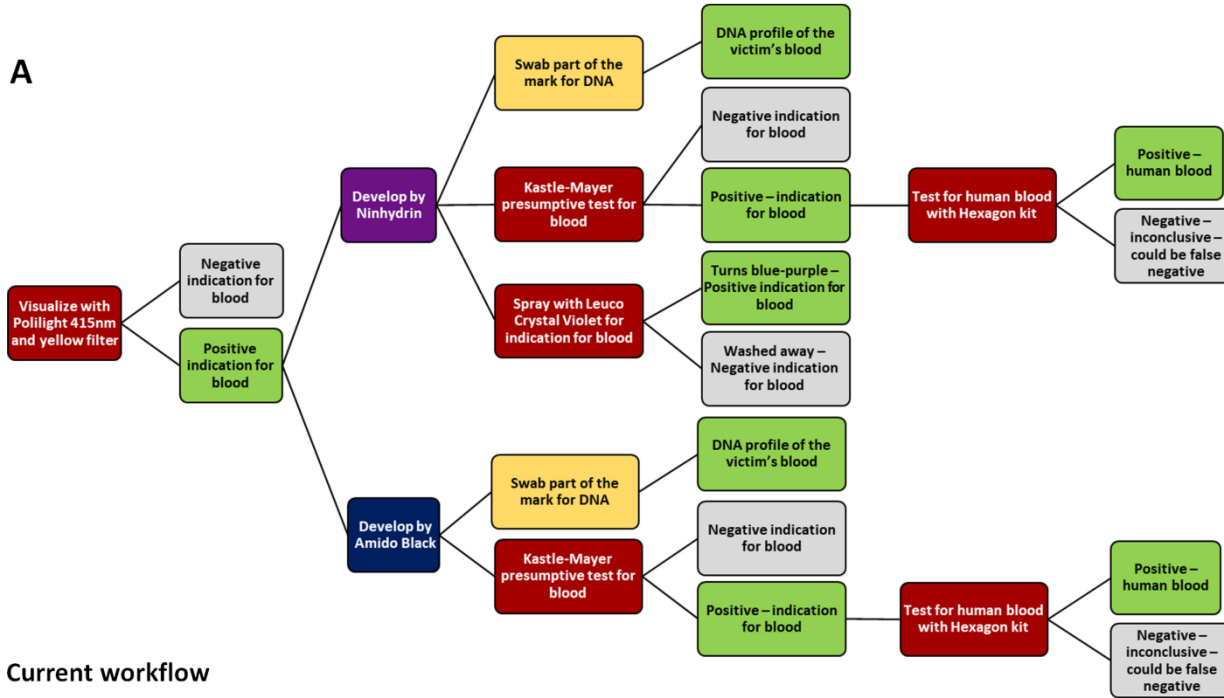 A
Visualize with
Polilight 415nm
and yellow filter
Negative
indication for
blood
Positive
indication for
blood
Develop by
Ninhydrin
Swab part of the
mark for DNA
DNA profile of the
victim's blood
Kastle-Mayer
presumptive test for
blood
Negative indication
for blood
Positive – indication
for blood
Test for human blood
with Hexagon kit
Positive –
human blood
Negative –
inconclusive –
could be false
negative
Spray with Leuco
Crystal Violet for
indication for blood
Turns blue-purple –
Positive indication for
blood
Washed away –
Negative indication
for blood
Develop by
Amido Black
Swab part of the
mark for DNA
DNA profile of the
victim's blood
Kastle-Mayer
presumptive test for
blood
Negative indication
for blood
Positive – indication
for blood
Test for human blood
with Hexagon kit
Positive –
human blood
Negative –
inconclusive –
could be false
negative
Current workflow